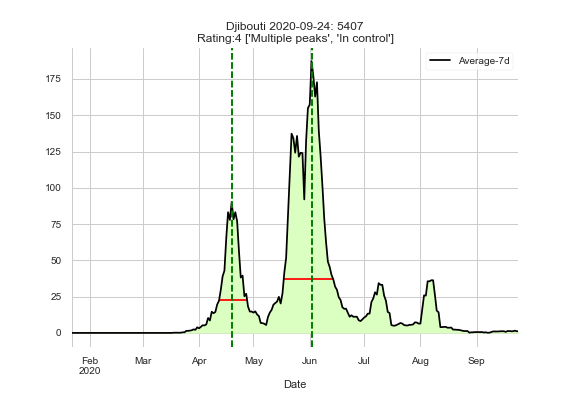 Djibouti 2020-09-24: 5407
Rating:4 ['Multiple peaks', 'In control']
Average-7d
175
150
125
100
75
50
25
0
Feb Mar Apr May Jun Jul Aug Sep
2020
Date